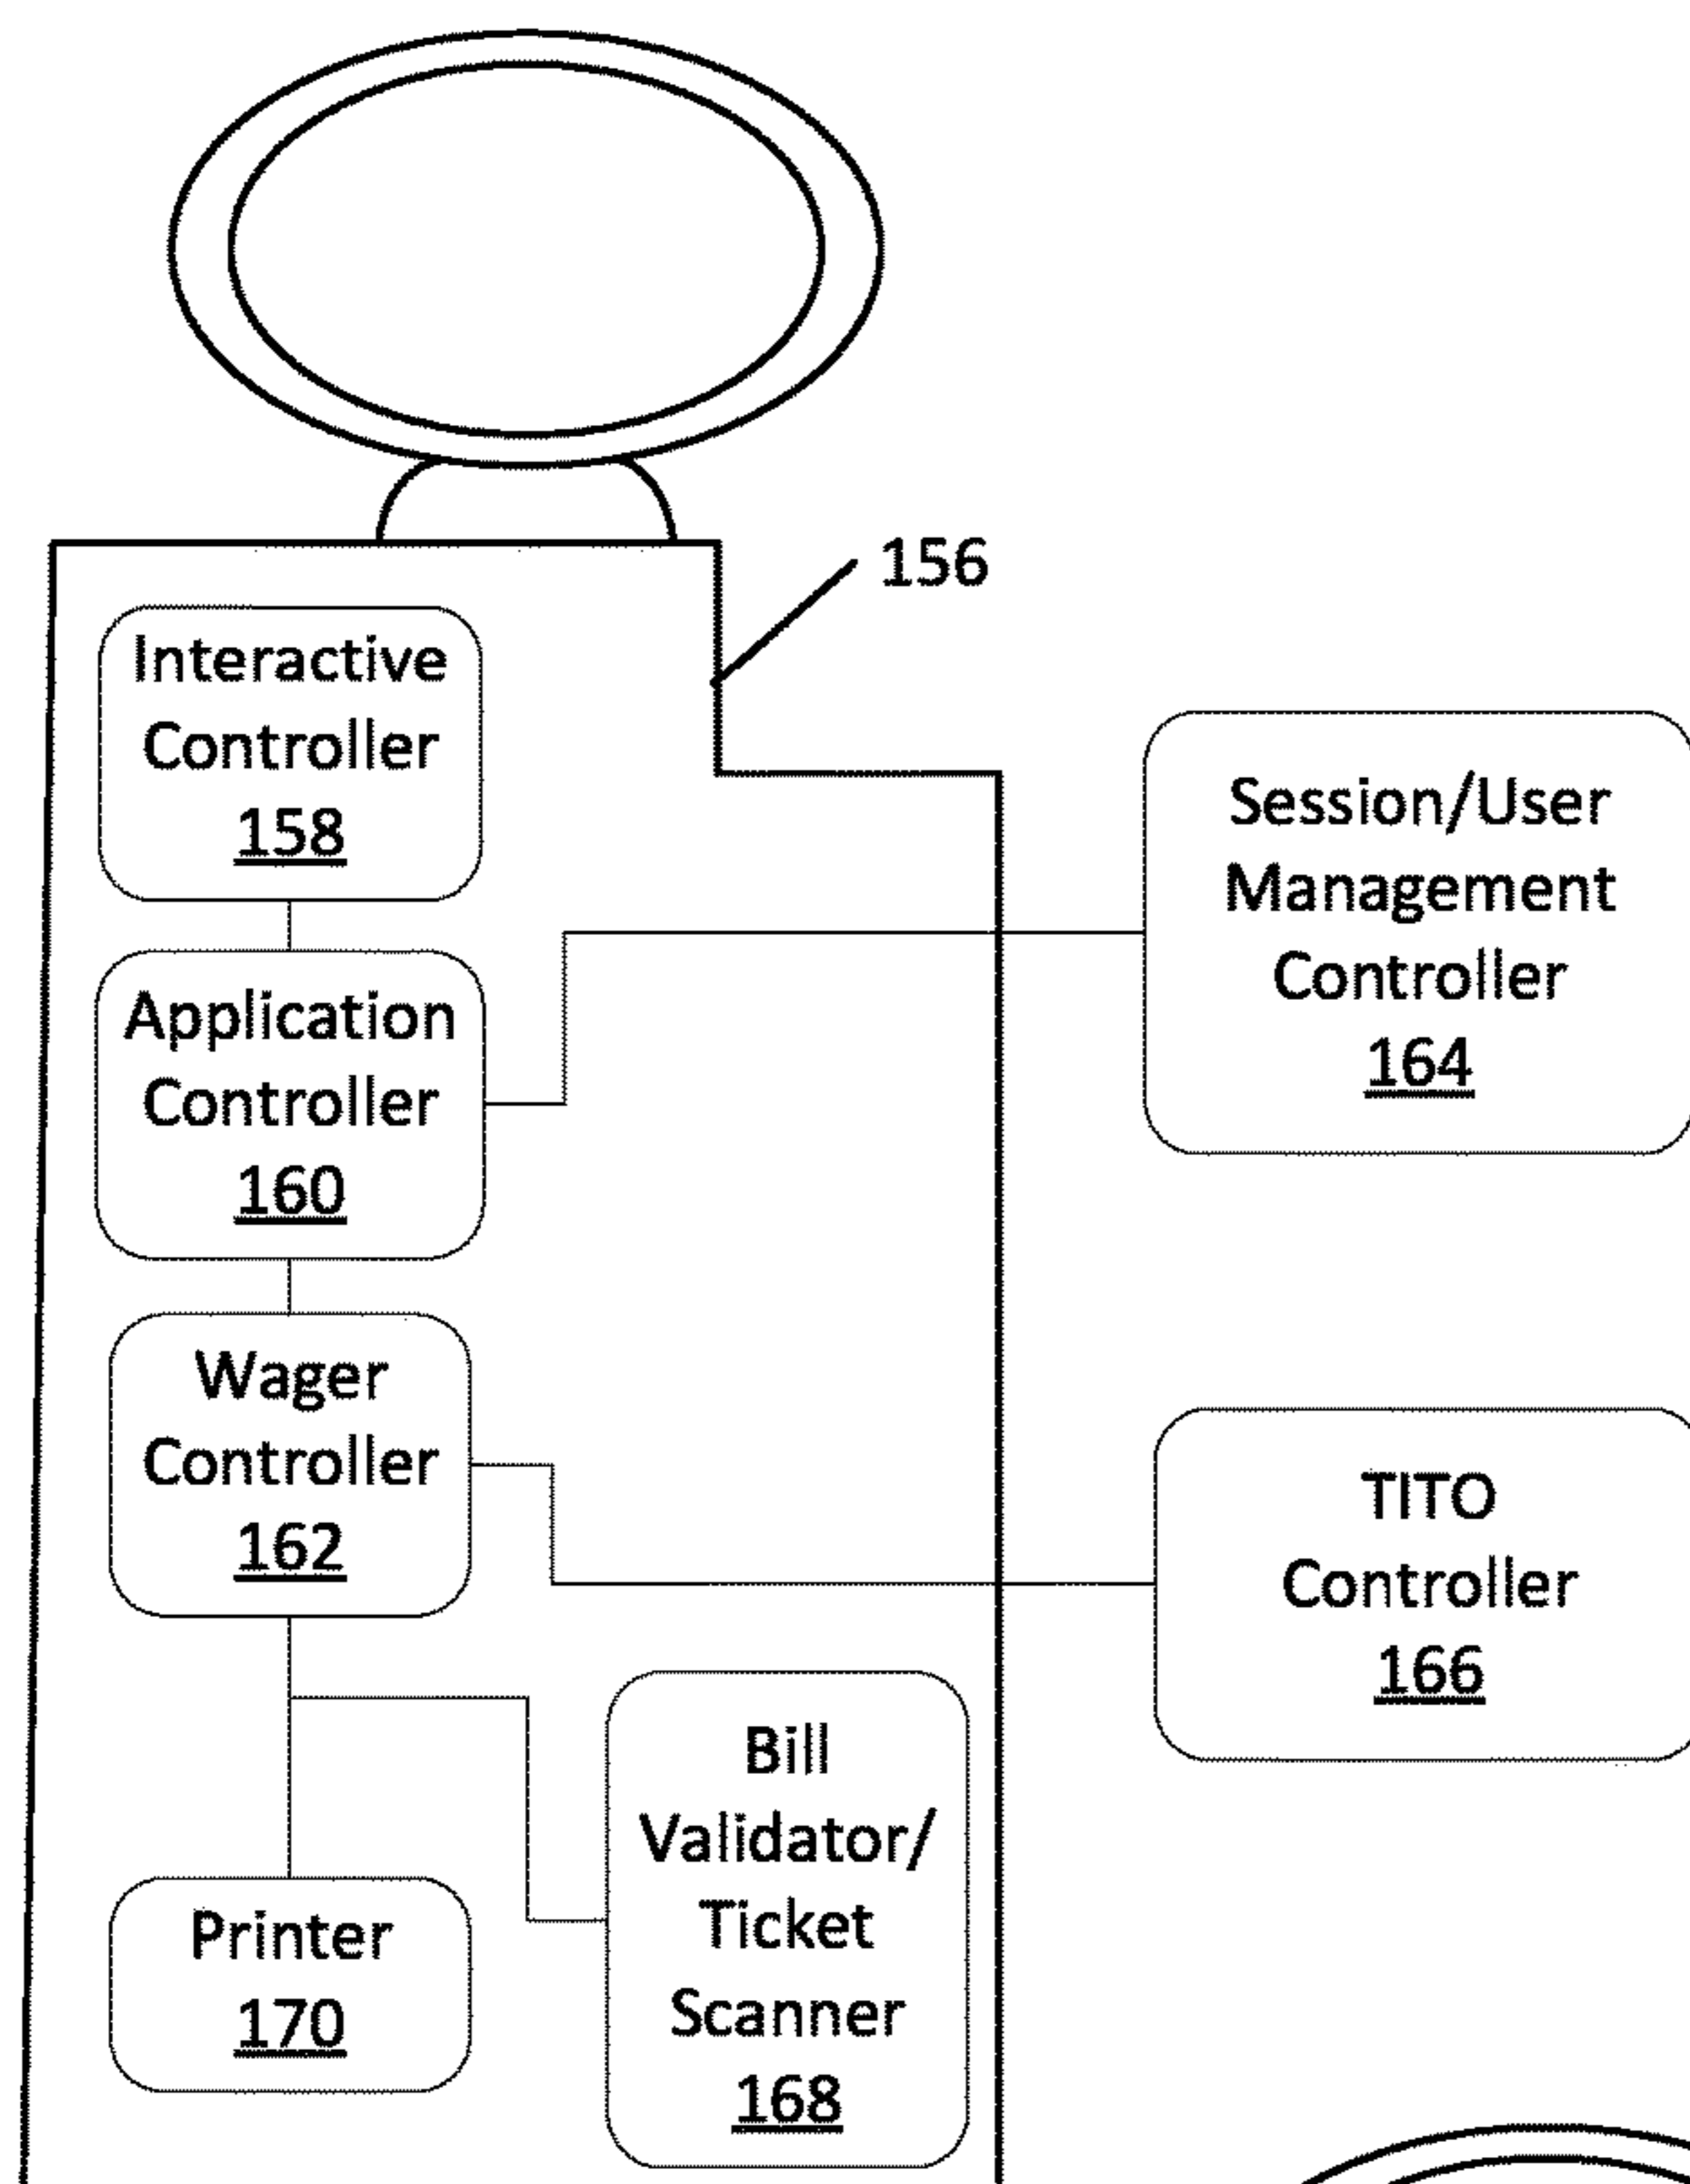 156
Interactive
Controller
158
Application
Controller
160
Wager
Controller
162
Printer
170
Bill
Validator/
Ticket
Scanner
168
Session/User
Management
Controller
164
TITO
Controller
166